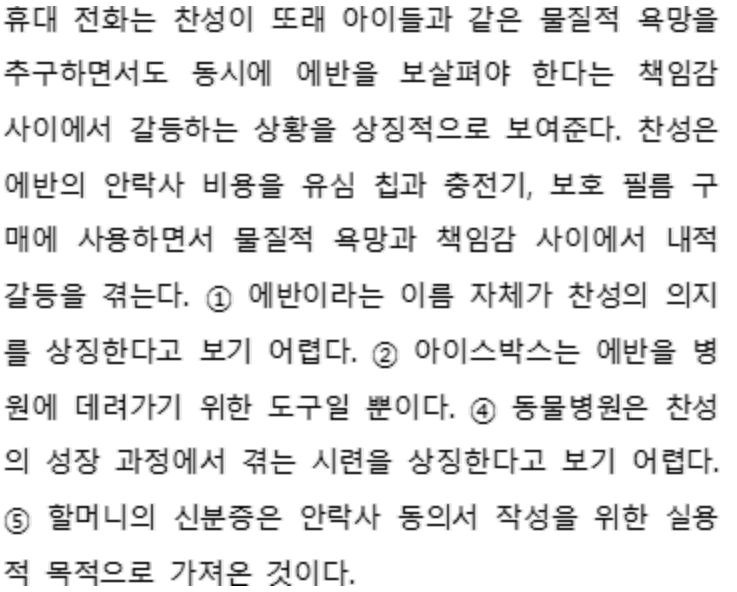 휴대 전화는 찬성이 또래 아이들과 같은 물질적 욕망을
추구하면서도 동시에 에반을 보살펴야 한다는 책임감
사이에서 갈등하는 상황을 상징적으로 보여준다. 찬성은
에반의 안락사 비용을 유심 칩과 충전기, 보호 필름 구
매에 사용하면서 물질적 욕망과 책임감 사이에서 내적
갈등을 겪는다. ① 에반이라는 이름 자체가 찬성의 의지
를 상징한다고 보기 어렵다. ② 아이스박스는 에반을 병
원에 데려가기 위한 도구일 뿐이다. ④ 동물병원은 찬성
의 성장 과정에서 겪는 시련을 상징한다고 보기 어렵다.
⑤ 할머니의 신분증은 안락사 동의서 작성을 위한 실용
적 목적으로 가져온 것이다.